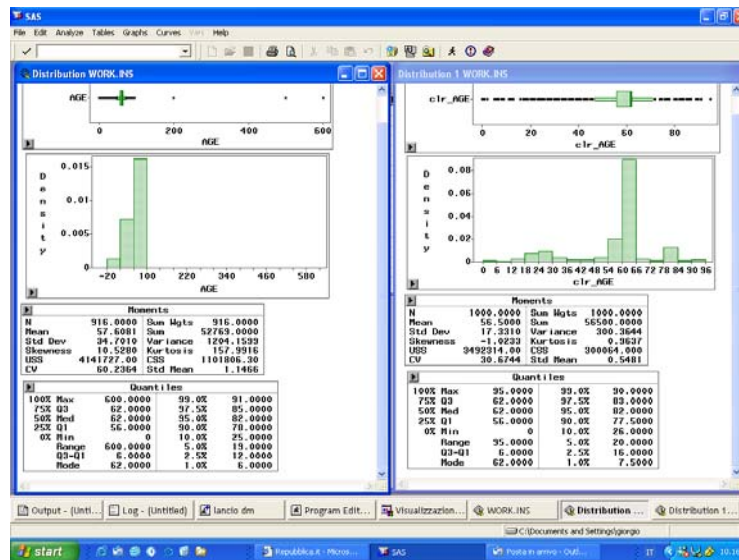 SAS
File Edit Analyze Tables Graphs Curves Vars Help
Distribution WORK.INS
AGE
0 200 400 600
AGE
Density
0.015
0.01
0.005
0
-20 100 220 340 460 580
AGE
Moments
N 916.0000 Sum Wgts 916.0000
Mean 57.6081 Sum 52769.0000
Std Dev 34.7010 Variance 1204.1599
Skewness 10.5280 Kurtosis 157.9916
USS 4141727.00 CSS 1101806.30
CV 60.2364 Std Mean 1.1466
Quantiles
100% Max 600.0000 99.0% 91.0000
75% Q3 62.0000 97.5% 85.0000
50% Med 62.0000 95.0% 82.0000
25% Q1 56.0000 90.0% 78.0000
0% Min 0 10.0% 25.0000
Range 600.0000 5.0% 19.0000
Q3-Q1 6.0000 2.5% 12.0000
Mode 62.0000 1.0% 6.0000
Distribution 1 WORK.INS
clr_AGE
0 20 40 60 80
clr_AGE
Density
0.08
0.06
0.04
0.02
0
0 6 12 18 24 30 36 42 48 54 60 66 72 78 84 90 96
clr_AGE
Moments
N 1000.0000 Sum Wgts 1000.0000
Mean 56.5000 Sum 56500.0000
Std Dev 17.3310 Variance 300.3644
Skewness -1.0233 Kurtosis 0.9637
USS 3492314.00 CSS 300064.000
CV 30.6744 Std Mean 0.5481
Quantiles
100% Max 95.0000 99.0% 90.0000
75% Q3 62.0000 97.5% 83.0000
50% Med 62.0000 95.0% 82.0000
25% Q1 56.0000 90.0% 77.5000
0% Min 0 10.0% 26.0000
Range 95.0000 5.0% 20.0000
Q3-Q1 6.0000 2.5% 16.0000
Mode 62.0000 1.0% 7.5000
Output - (Unti... Log - (Untitled) lancio dm Program Edit... Visualizzazion... WORK.INS Distribution ... Distribution 1...
C:\Documents and Settings\giorgio
start Repubblica.it - Micros... SAS Posta in arrivo - Outl... IT